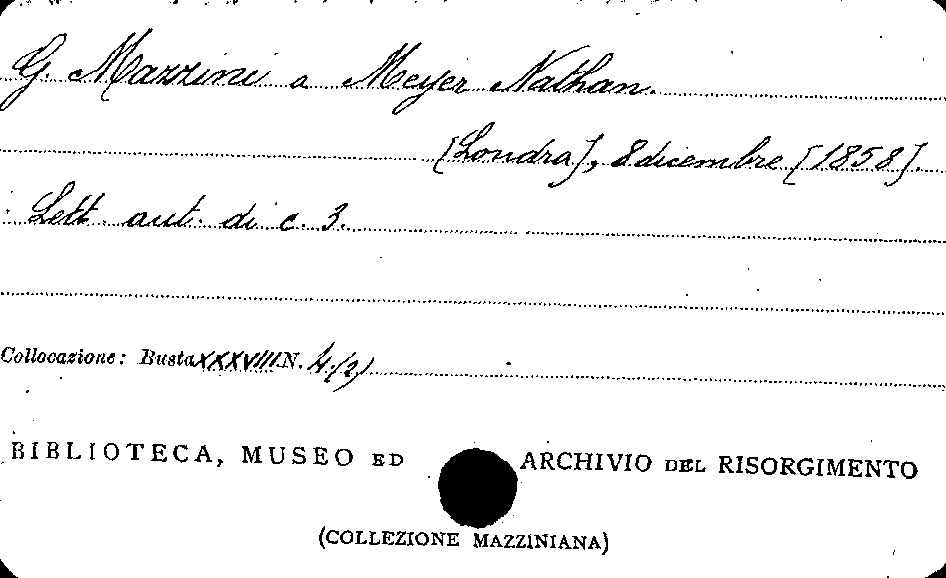 G. Mazzini a Meyer Nathan.
[Londra], 8 dicembre [1858].
Lett. aut. di c. 3.
Collocazione: Busta XXXVIII N. 4.(2)
BIBLIOTECA, MUSEO ED ARCHIVIO DEL RISORGIMENTO
(COLLEZIONE MAZZINIANA)